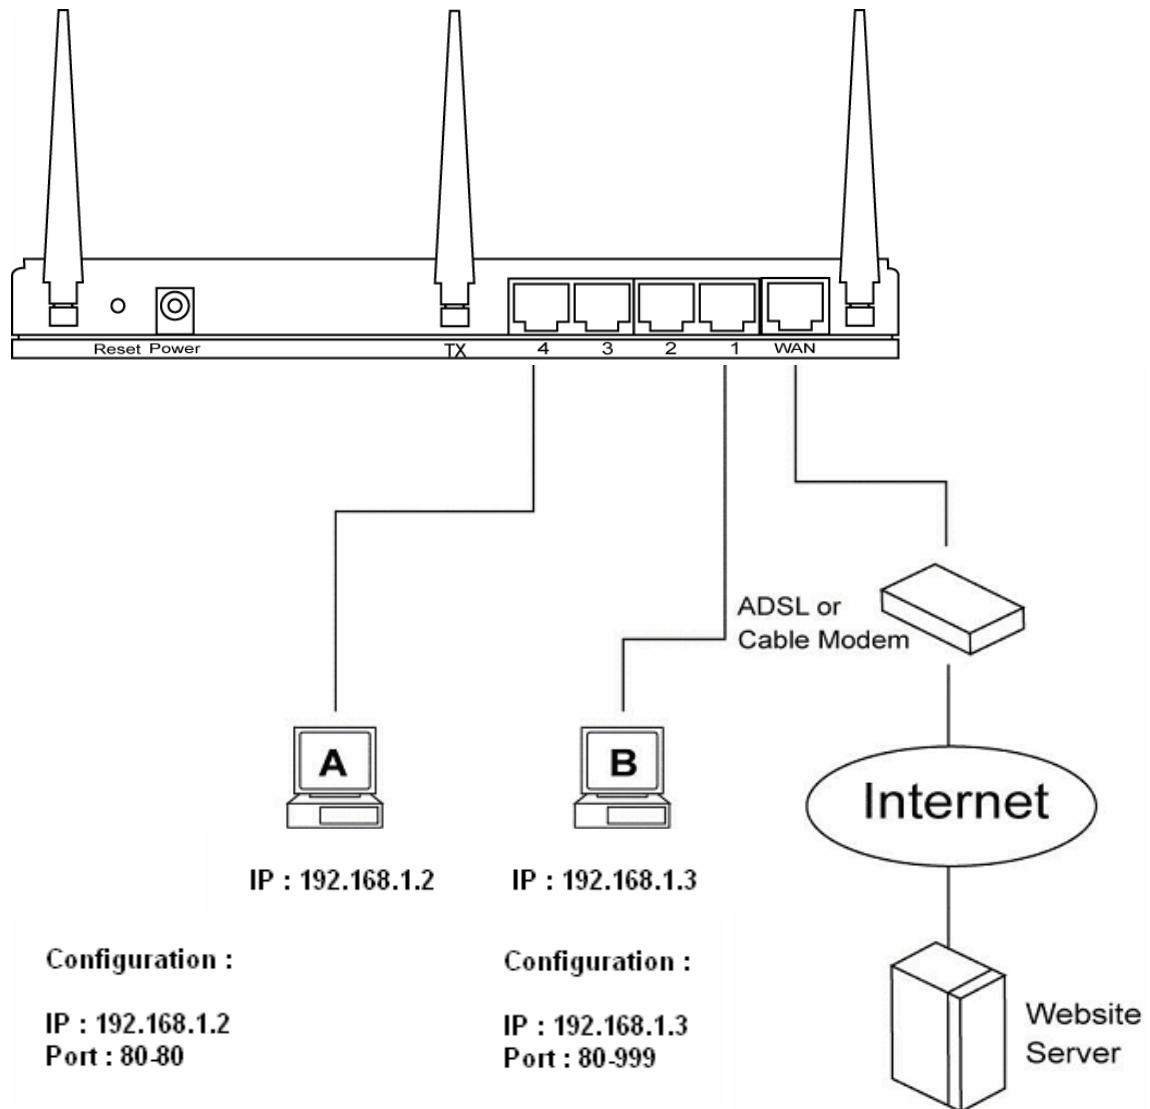 Reset Power TX 4 3 2 1 WAN
ADSL or
Cable Modem
A
B
Internet
IP : 192.168.1.2
IP : 192.168.1.3
Configuration :
IP : 192.168.1.2
Port : 80-80
Configuration :
IP : 192.168.1.3
Port : 80-999
Website
Server